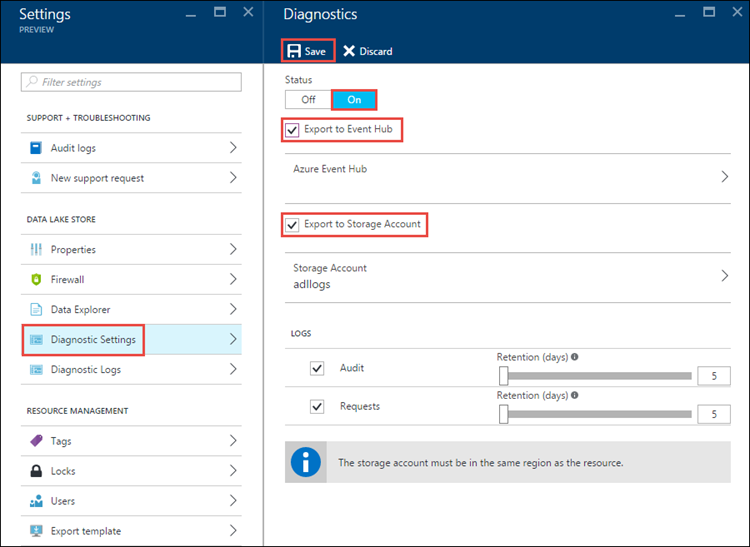 Settings
PREVIEW
Filter settings
SUPPORT + TROUBLESHOOTING
Audit logs
New support request
DATA LAKE STORE
Properties
Firewall
Data Explorer
Diagnostic Settings
Diagnostic Logs
RESOURCE MANAGEMENT
Tags
Locks
Users
Export template
Diagnostics
Save Discard
Status
Off On
Export to Event Hub
Azure Event Hub
Export to Storage Account
Storage Account
adllogs
LOGS
Audit
Retention (days)
5
Requests
Retention (days)
5
The storage account must be in the same region as the resource.